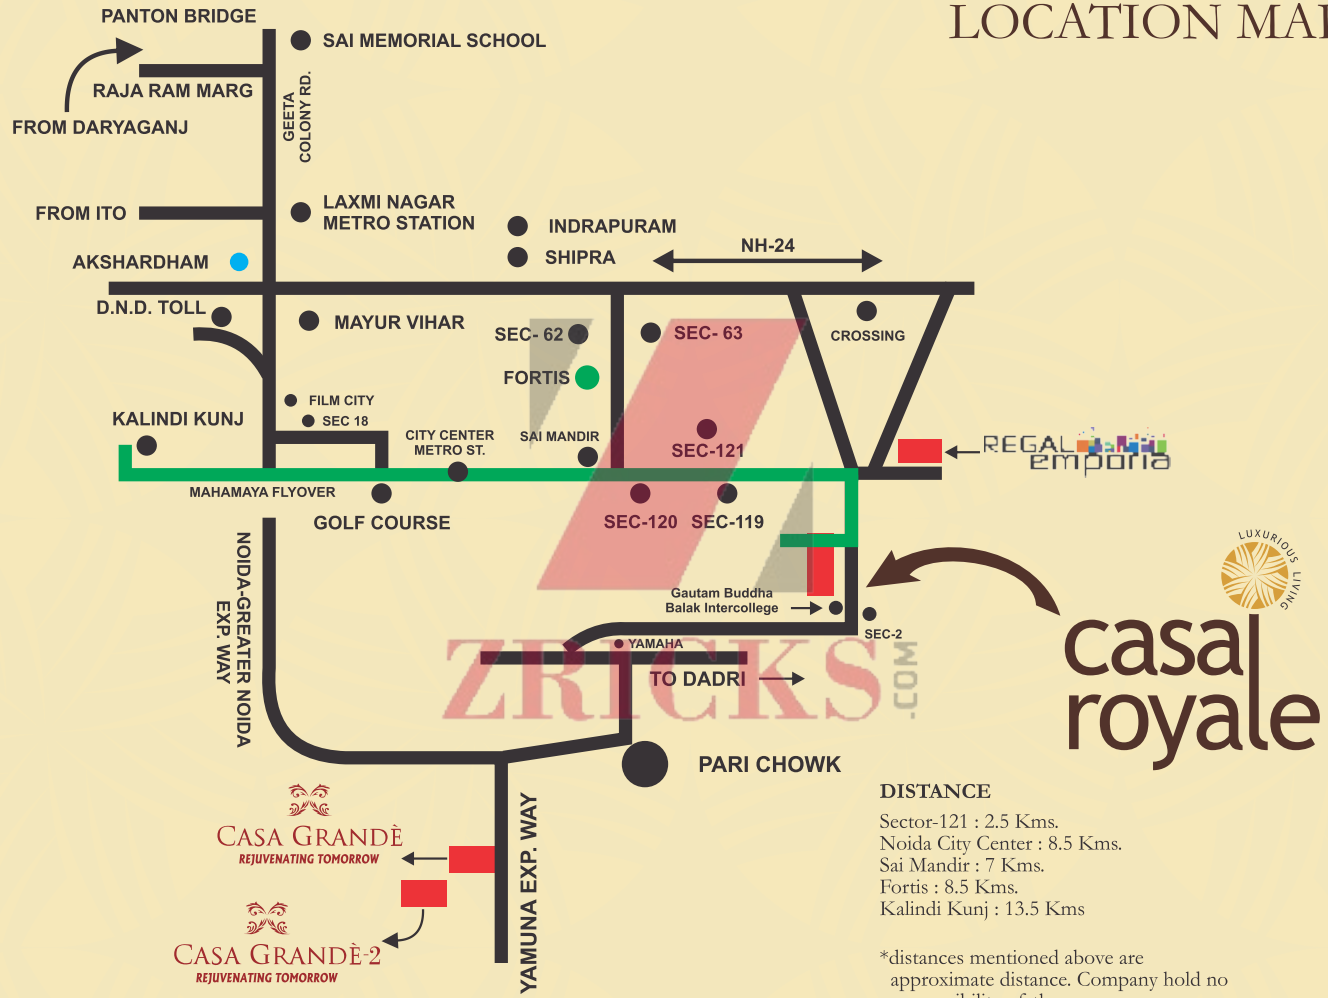 LOCATION MAP
PANTON BRIDGE
SAI MEMORIAL SCHOOL
RAJA RAM MARG
FROM DARYAGANJ
GEETA
COLONY RD.
FROM ITO
LAXMI NAGAR
METRO STATION
INDRAPURAM
SHIPRA
NH-24
AKSHARDHAM
D.N.D. TOLL
MAYUR VIHAR
SEC- 62
SEC- 63
CROSSING
FORTIS
FILM CITY
SEC 18
KALINDI KUNJ
CITY CENTER
METRO ST.
SAI MANDIR
SEC-121
REGAL
emporia
MAHAMAYA FLYOVER
GOLF COURSE
SEC-120
SEC-119
NOIDA-GREATER NOIDA
EXP. WAY
Gautam Buddha
Balak Intercollege
SEC-2
YAMAHA
TO DADRI
ZRICKS
.COM
LUXURIOUS LIVING
casa
royale
PARI CHOWK
CASA GRANDÈ
REJUVENATING TOMORROW
CASA GRANDÈ-2
REJUVENATING TOMORROW
YAMUNA EXP. WAY
DISTANCE
Sector-121 : 2.5 Kms.
Noida City Center : 8.5 Kms.
Sai Mandir : 7 Kms.
Fortis : 8.5 Kms.
Kalindi Kunj : 13.5 Kms
*distances mentioned above are
approximate distance. Company hold no